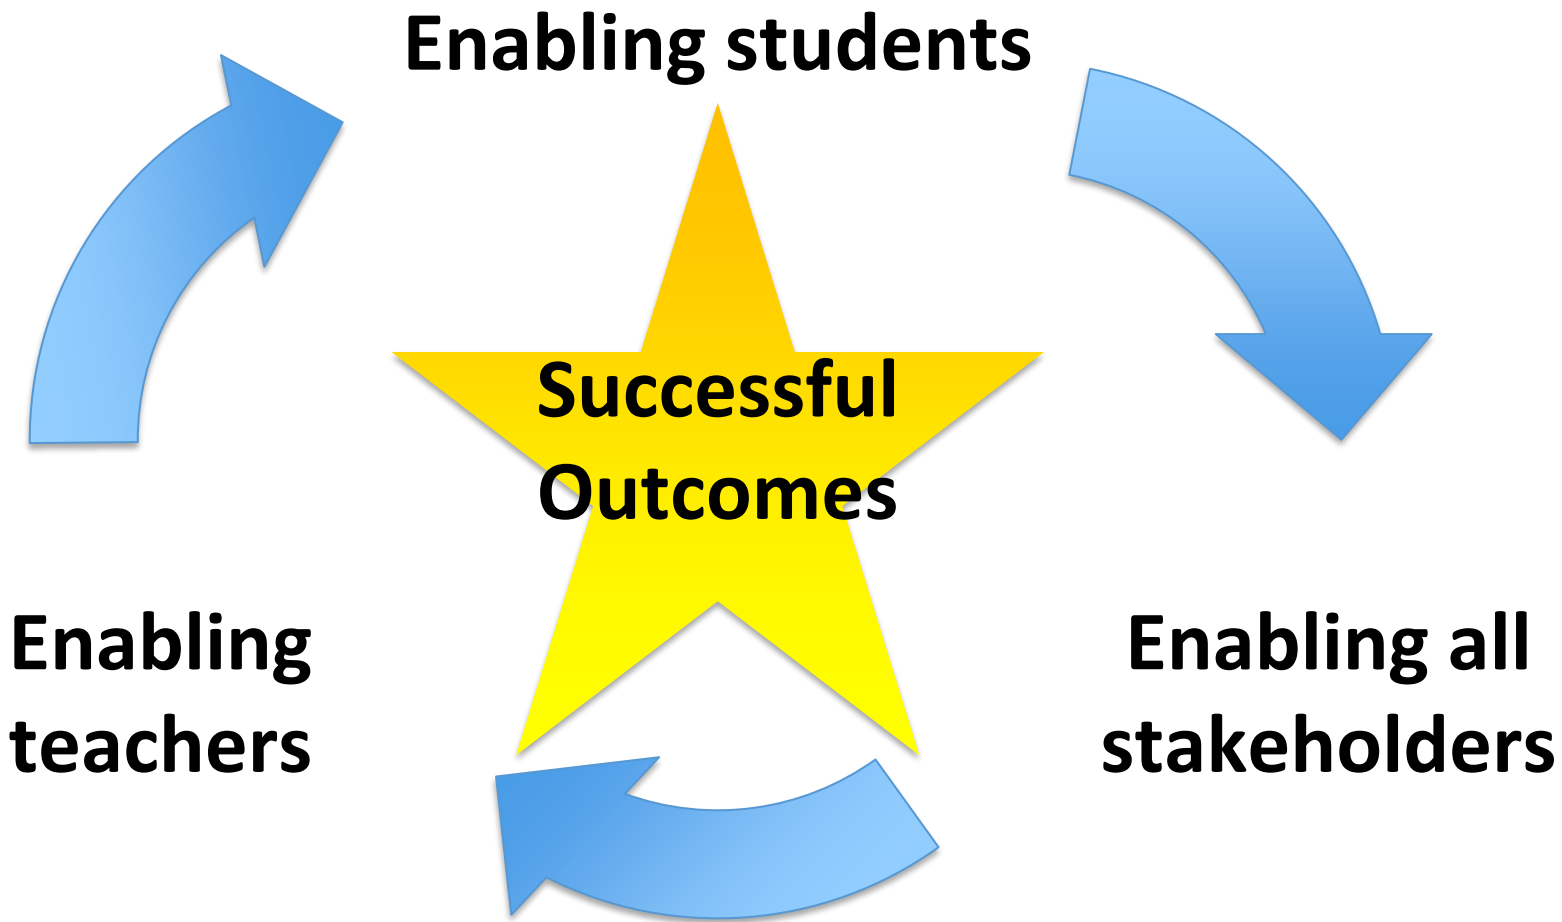 Enabling students
Successful
Outcomes
Enabling
teachers
Enabling all
stakeholders